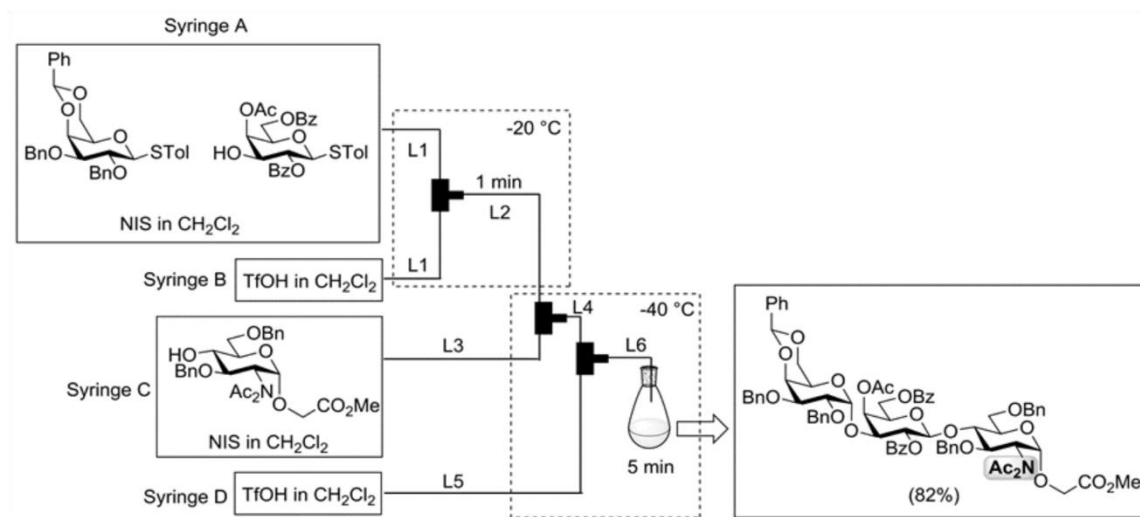 Syringe A
Ph
O
O
O
BnO
BnO
STol
OAc
OBz
O
HO
BzO
STol
NIS in CH₂Cl₂
-20 °C
L1
1 min
L2
Syringe B
TfOH in CH₂Cl₂
L1
L4
-40 °C
OBn
HO
O
BnO
Ac₂N
O
CO₂Me
NIS in CH₂Cl₂
Syringe C
L3
L6
5 min
Syringe D
TfOH in CH₂Cl₂
L5
Ph
O
O
O
BnO
BnO
O
AcO
OBz
O
BzO
O
OBn
O
BnO
Ac₂N
O
CO₂Me
(82%)